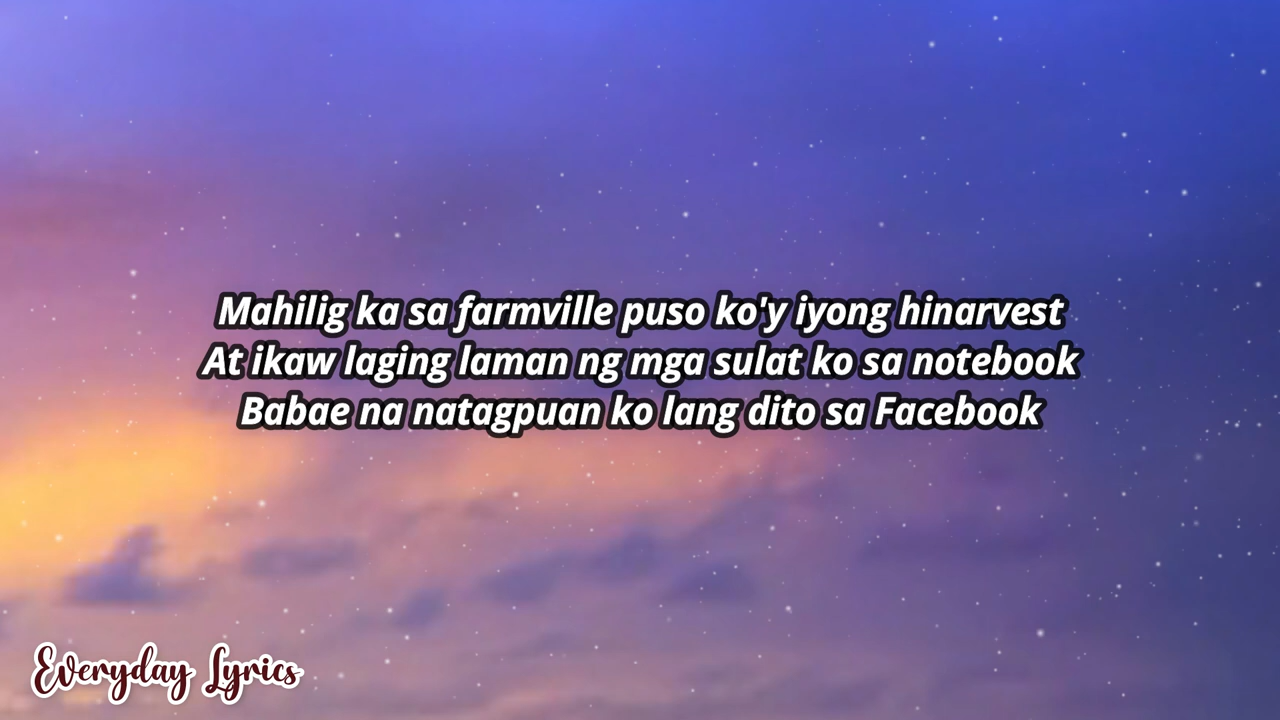 Mahilig ka sa farmville puso ko'y iyong hinarvest
At ikaw laging laman ng mga sulat ko sa notebook
Babae na natagpuan ko lang dito sa Facebook
Everyday Lyrics